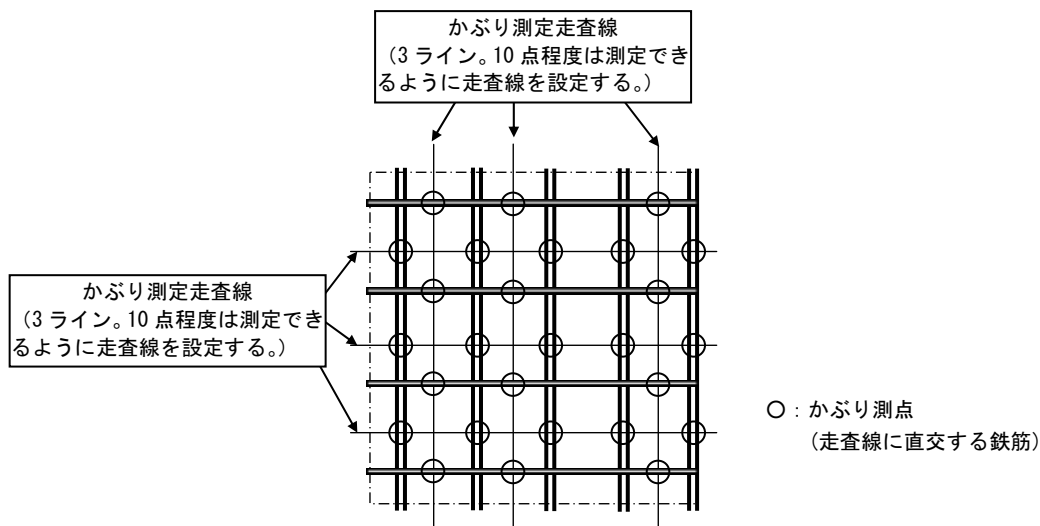 かぶり測定走査線
（3 ライン。10 点程度は測定でき
るように走査線を設定する。）
かぶり測定走査線
（3 ライン。10 点程度は測定でき
るように走査線を設定する。）
○：かぶり測点
（走査線に直交する鉄筋）